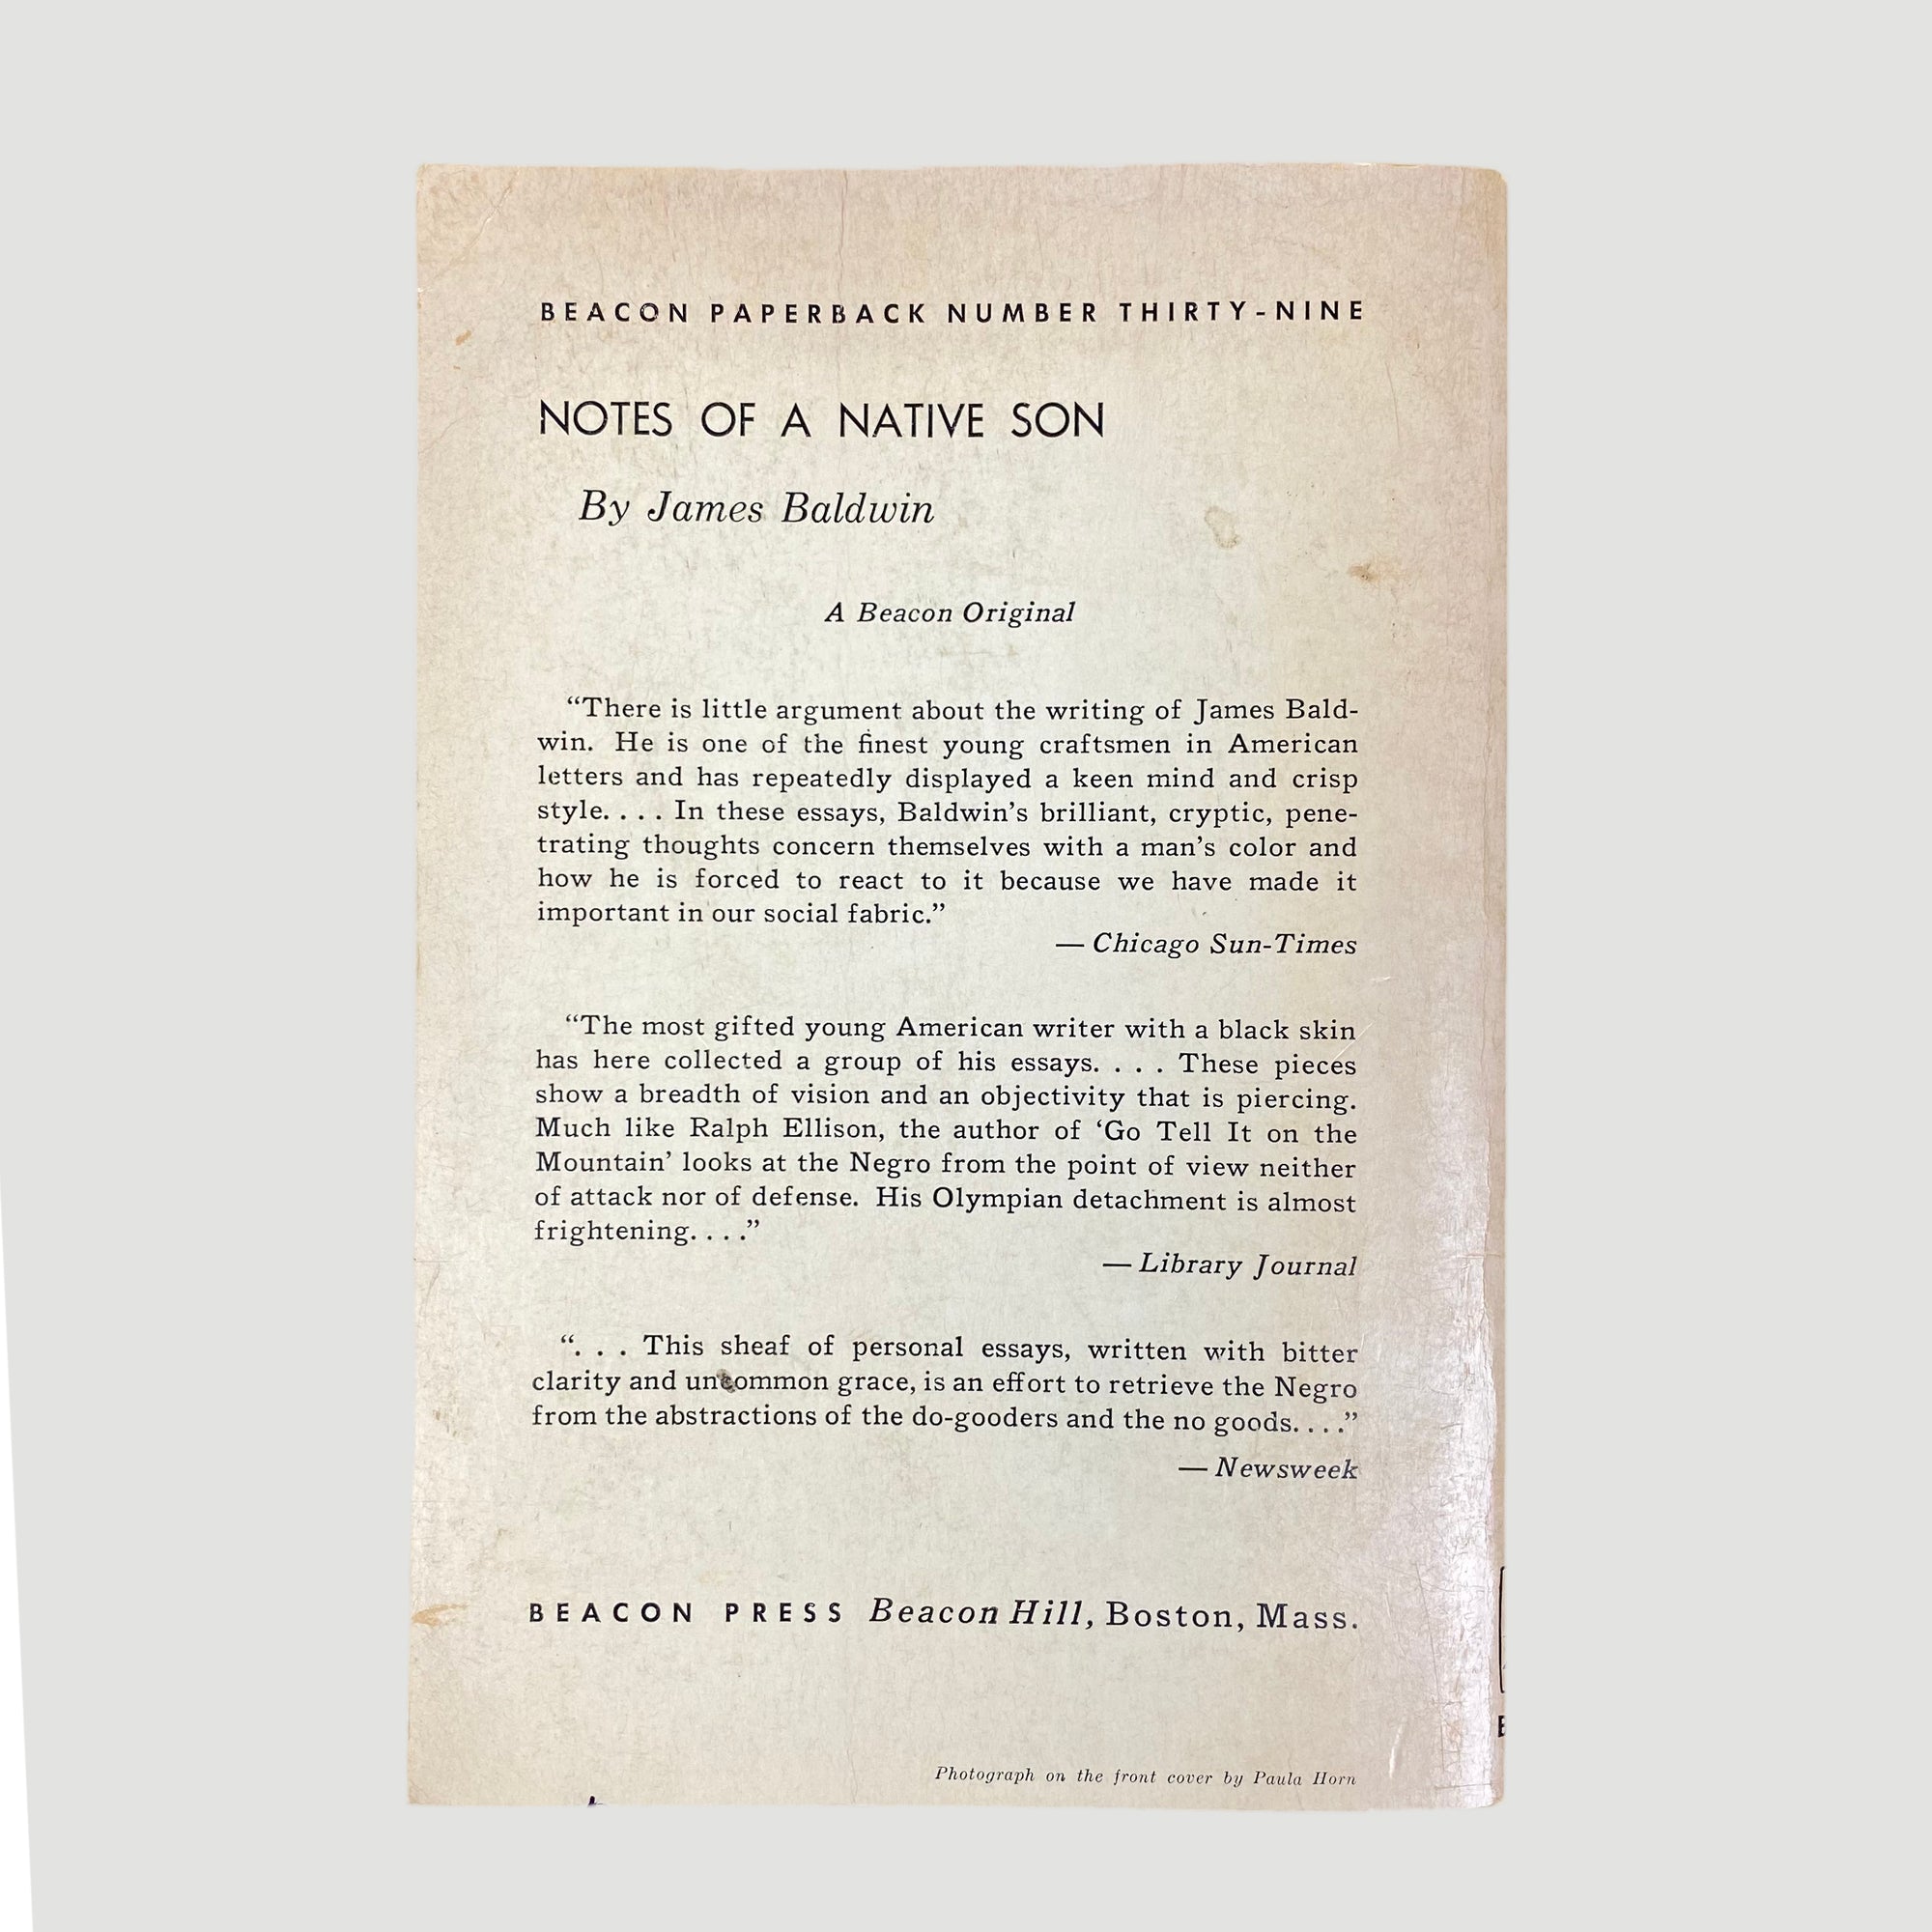 BEACON PAPERBACK NUMBER THIRTY-NINE
NOTES OF A NATIVE SON
By James Baldwin
A Beacon Original
“There is little argument about the writing of James Bald-
win. He is one of the finest young craftsmen in American
letters and has repeatedly displayed a keen mind and crisp
style. . . . In these essays, Baldwin’s brilliant, cryptic, pene-
trating thoughts concern themselves with a man’s color and
how he is forced to react to it because we have made it
important in our social fabric.”
— Chicago Sun-Times
“The most gifted young American writer with a black skin
has here collected a group of his essays. . . . These pieces
show a breadth of vision and an objectivity that is piercing.
Much like Ralph Ellison, the author of ‘Go Tell It on the
Mountain’ looks at the Negro from the point of view neither
of attack nor of defense. His Olympian detachment is almost
frightening. . . .”
— Library Journal
“. . . This sheaf of personal essays, written with bitter
clarity and uncommon grace, is an effort to retrieve the Negro
from the abstractions of the do-gooders and the no goods. . . .”
— Newsweek
BEACON PRESS Beacon Hill, Boston, Mass.
Photograph on the front cover by Paula Horn